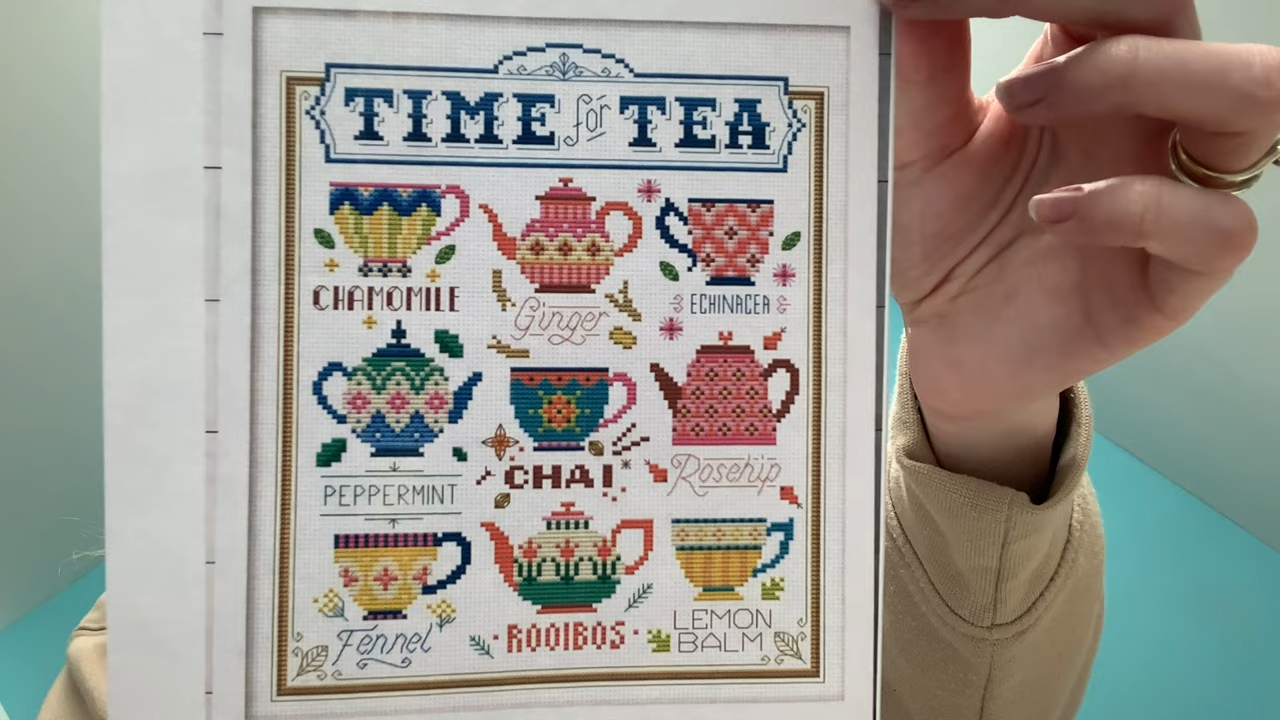 TIME for TEA
CHAMOMILE
Ginger
ECHINACEA
PEPPERMINT
CHAI
Rosehip
Fennel
ROOIBOS
LEMON
BALM